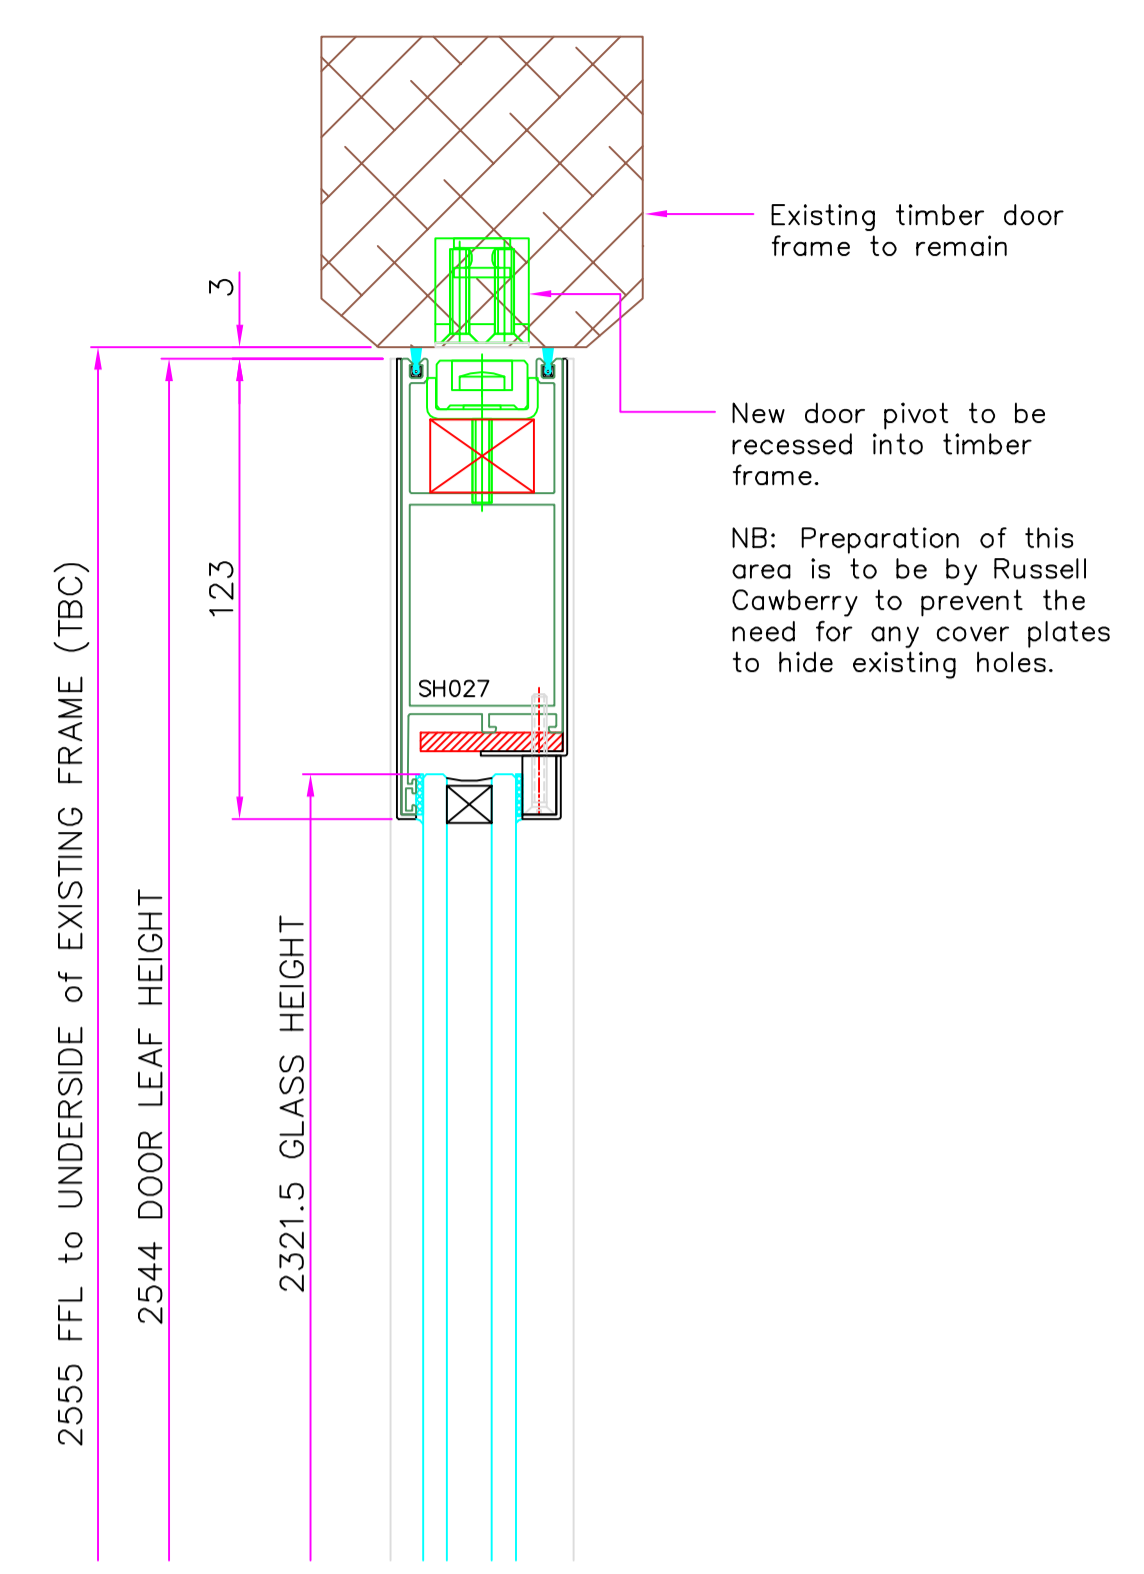 Existing timber door
frame to remain
3
New door pivot to be
recessed into timber
frame.
NB: Preparation of this
area is to be by Russell
Cawberry to prevent the
need for any cover plates
to hide existing holes.
123
SH027
2555 FFL to UNDERSIDE of EXISTING FRAME (TBC)
2544 DOOR LEAF HEIGHT
2321.5 GLASS HEIGHT